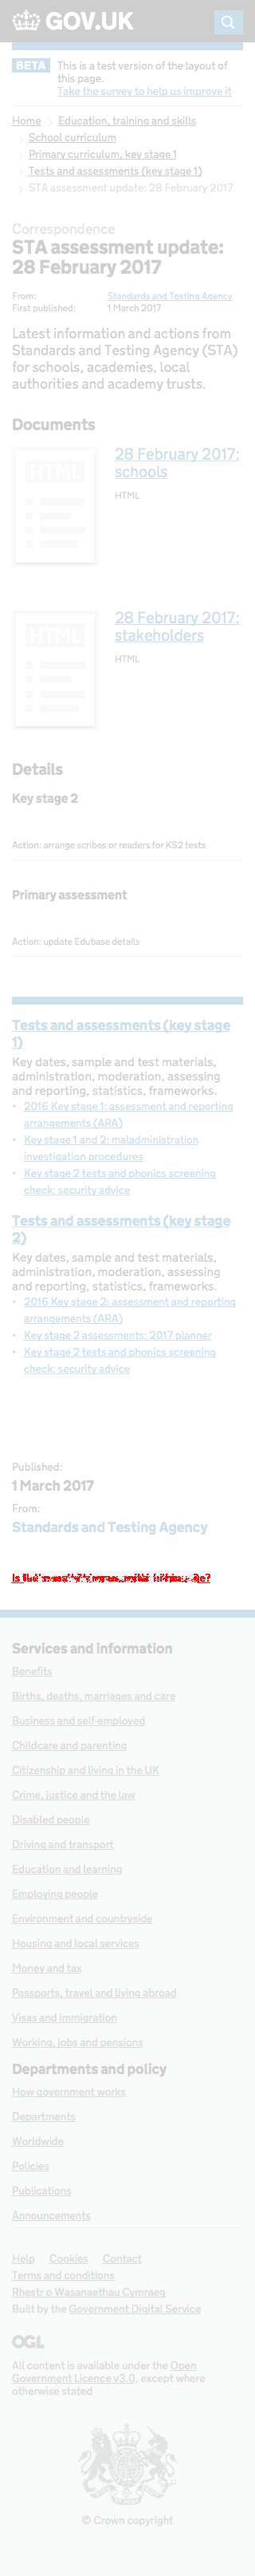 GOV.UK
BETA This is a test version of the layout of
this page.
Take the survey to help us improve it
Home Education, training and skills
School curriculum
Primary curriculum, key stage 1
Tests and assessments (key stage 1)
STA assessment update: 28 February 2017
Correspondence
STA assessment update:
28 February 2017
From: Standards and Testing Agency
First published: 1 March 2017
Latest information and actions from
Standards and Testing Agency (STA)
for schools, academies, local
authorities and academy trusts.
Documents
HTML
28 February 2017:
schools
HTML
HTML
28 February 2017:
stakeholders
HTML
Details
Key stage 2
Action: arrange scribes or readers for KS2 tests
Primary assessment
Action: update Edubase details
Tests and assessments (key stage
1)
Key dates, sample and test materials,
administration, moderation, assessing
and reporting, statistics, frameworks.
• 2016 Key stage 1: assessment and reporting
arrangements (ARA)
• Key stage 1 and 2: maladministration
investigation procedures
• Key stage 2 tests and phonics screening
check: security advice
Tests and assessments (key stage
2)
Key dates, sample and test materials,
administration, moderation, assessing
and reporting, statistics, frameworks.
• 2016 Key stage 2: assessment and reporting
arrangements (ARA)
• Key stage 2 assessments: 2017 planner
• Key stage 2 tests and phonics screening
check: security advice
Published:
1 March 2017
From:
Standards and Testing Agency
Is
Services and information
Benefits
Births, deaths, marriages and care
Business and self-employed
Childcare and parenting
Citizenship and living in the UK
Crime, justice and the law
Disabled people
Driving and transport
Education and learning
Employing people
Environment and countryside
Housing and local services
Money and tax
Passports, travel and living abroad
Visas and immigration
Working, jobs and pensions
Departments and policy
How government works
Departments
Worldwide
Policies
Publications
Announcements
Help Cookies Contact
Terms and conditions
Rhestr o Wasanaethau Cymraeg
Built by the Government Digital Service
OGL
All content is available under the Open
Government Licence v3.0, except where
otherwise stated
© Crown copyright